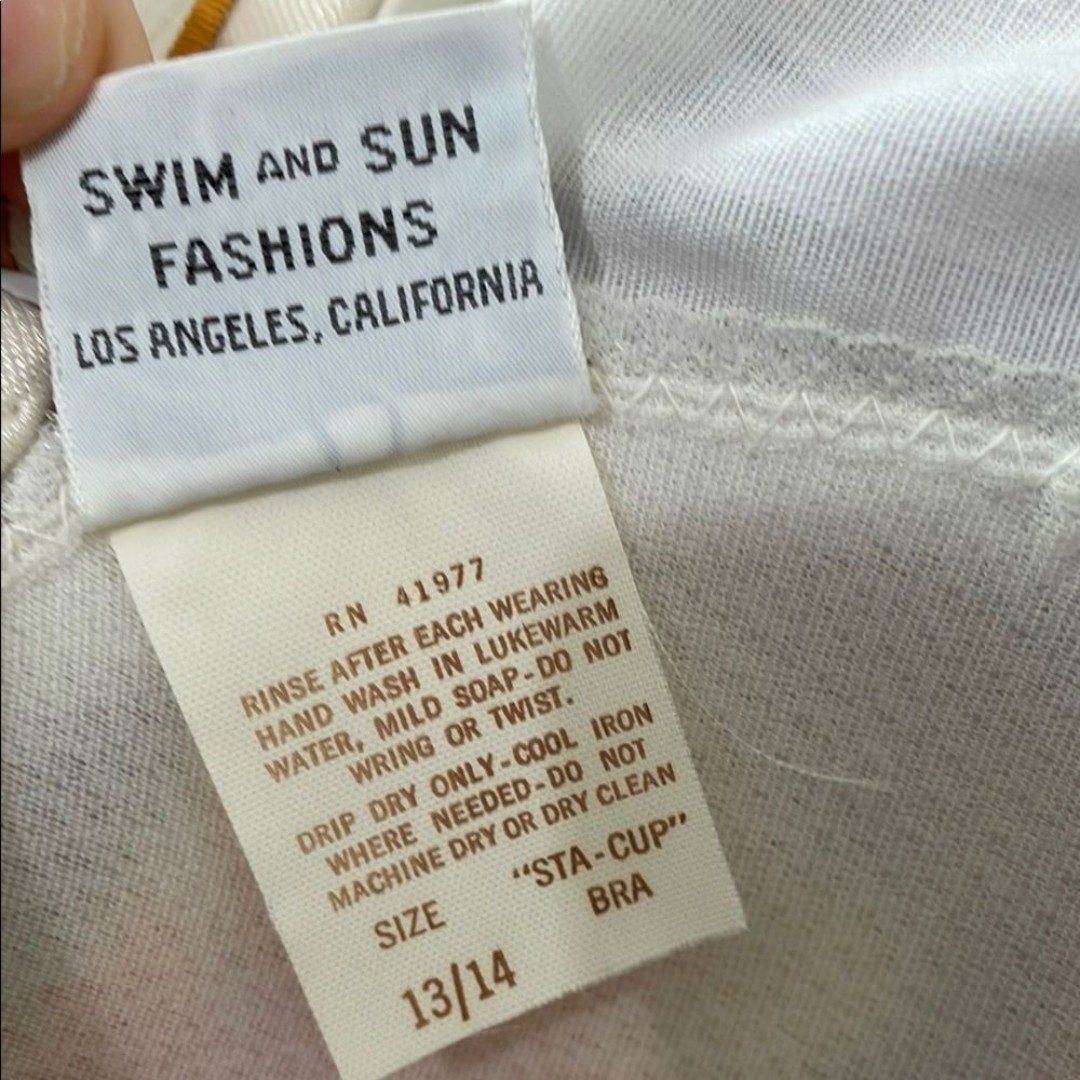 SWIM AND SUN
FASHIONS
LOS ANGELES, CALIFORNIA
RN 41977
RINSE AFTER EACH WEARING
HAND WASH IN LUKEWARM
WATER, MILD SOAP-DO NOT
WRING OR TWIST.
DRIP DRY ONLY-COOL IRON
WHERE NEEDED-DO NOT
MACHINE DRY OR DRY CLEAN
SIZE "STA-CUP"
13/14 BRA